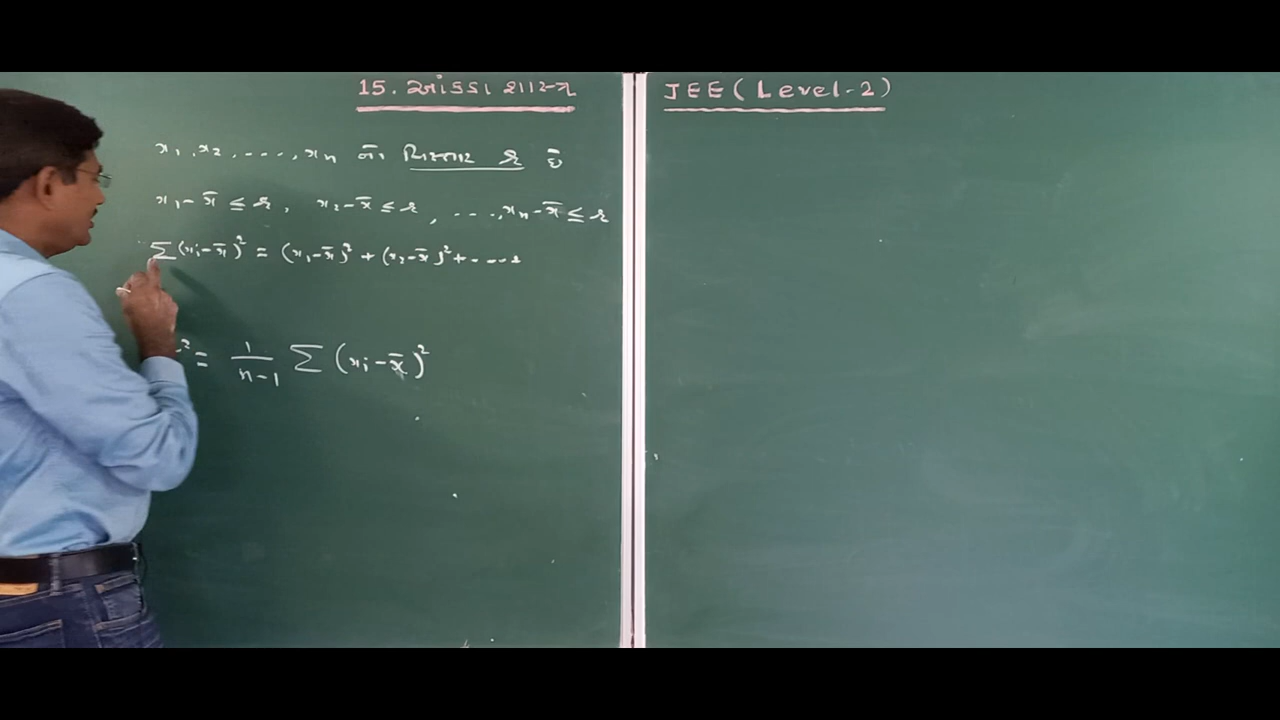 15. આંકડા શાસ્ત્ર
JEE ( Level - 2 )
x₁, x₂, ...., xₙ નો વિસ્તાર r છે
x₁ - x̄ ≤ r, x₂ - x̄ ≤ r, ...., xₙ - x̄ ≤ r
∑(xᵢ - x̄)² = (x₁ - x̄)² + (x₂ - x̄)² + ....
² = 1/(n-1) ∑ (xᵢ - x̄)²